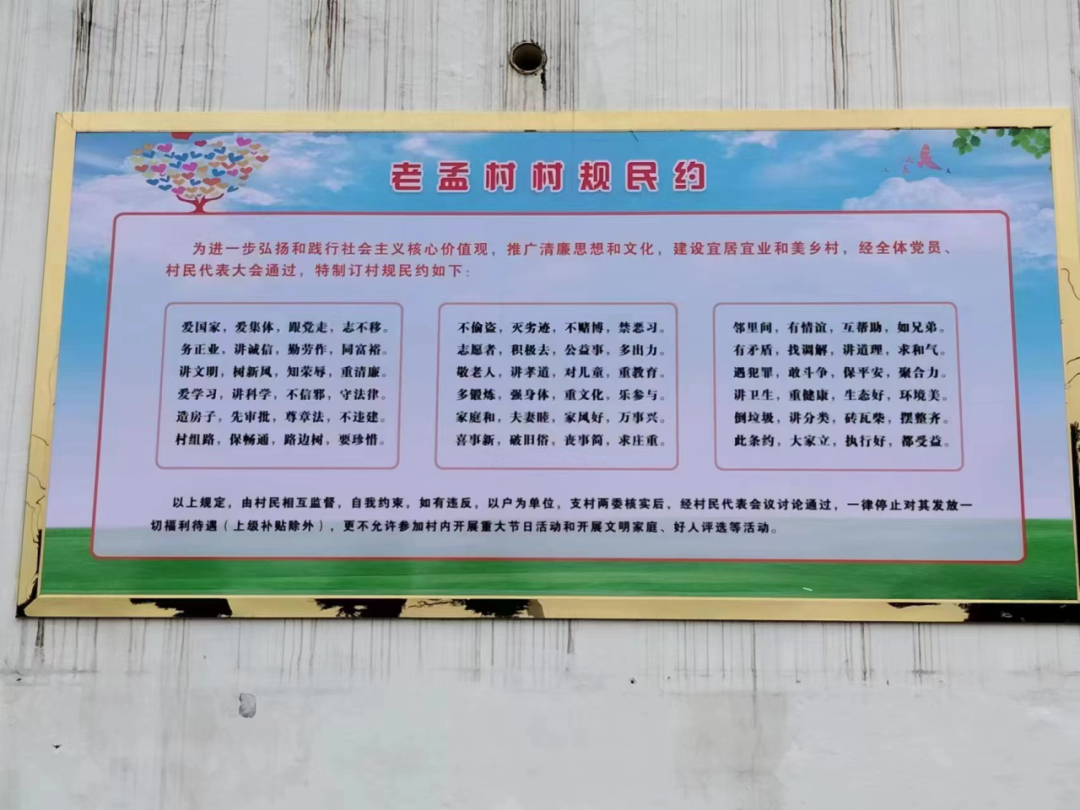 老孟村村规民约
为进一步弘扬和践行社会主义核心价值观，推广清廉思想和文化，建设宜居宜业和美乡村，经全体党员、
村民代表大会通过，特制订村规民约如下：
爱国家，爱集体，跟党走，志不移。
务正业，讲诚信，勤劳作，同富裕。
讲文明，树新风，知荣辱，重清廉。
爱学习，讲科学，不信邪，守法律。
造房子，先审批，尊章法，不违建。
村组路，保畅通，路边树，要珍惜。
不偷盗，灭劣迹，不赌博，禁恶习。
志愿者，积极去，公益事，多出力。
敬老人，讲孝道，对儿童，重教育。
多锻炼，强身体，重文化，乐参与。
家庭和，夫妻睦，家风好，万事兴。
喜事新，破旧俗，丧事简，求庄重。
邻里间，有情谊，互帮助，如兄弟。
有矛盾，找调解，讲道理，求和气。
遇犯罪，敢斗争，保平安，聚合力。
讲卫生，重健康，生态好，环境美。
倒垃圾，讲分类，砖瓦柴，摆整齐。
此条约，大家立，执行好，都受益。
以上规定，由村民相互监督，自我约束，如有违反，以户为单位，支村两委核实后，经村民代表会议讨论通过，一律停止对其发放一
切福利待遇（上级补贴除外），更不允许参加村内开展重大节日活动和开展文明家庭、好人评选等活动。